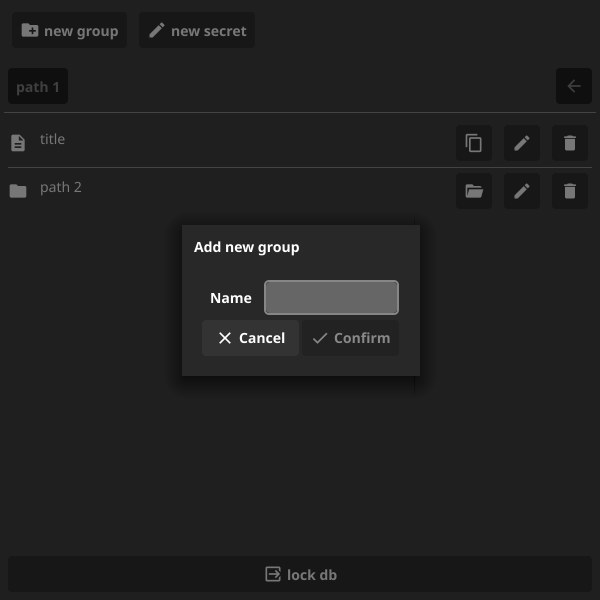 new group new secret
path 1
title
path 2
Add new group
Name
Cancel Confirm
lock db